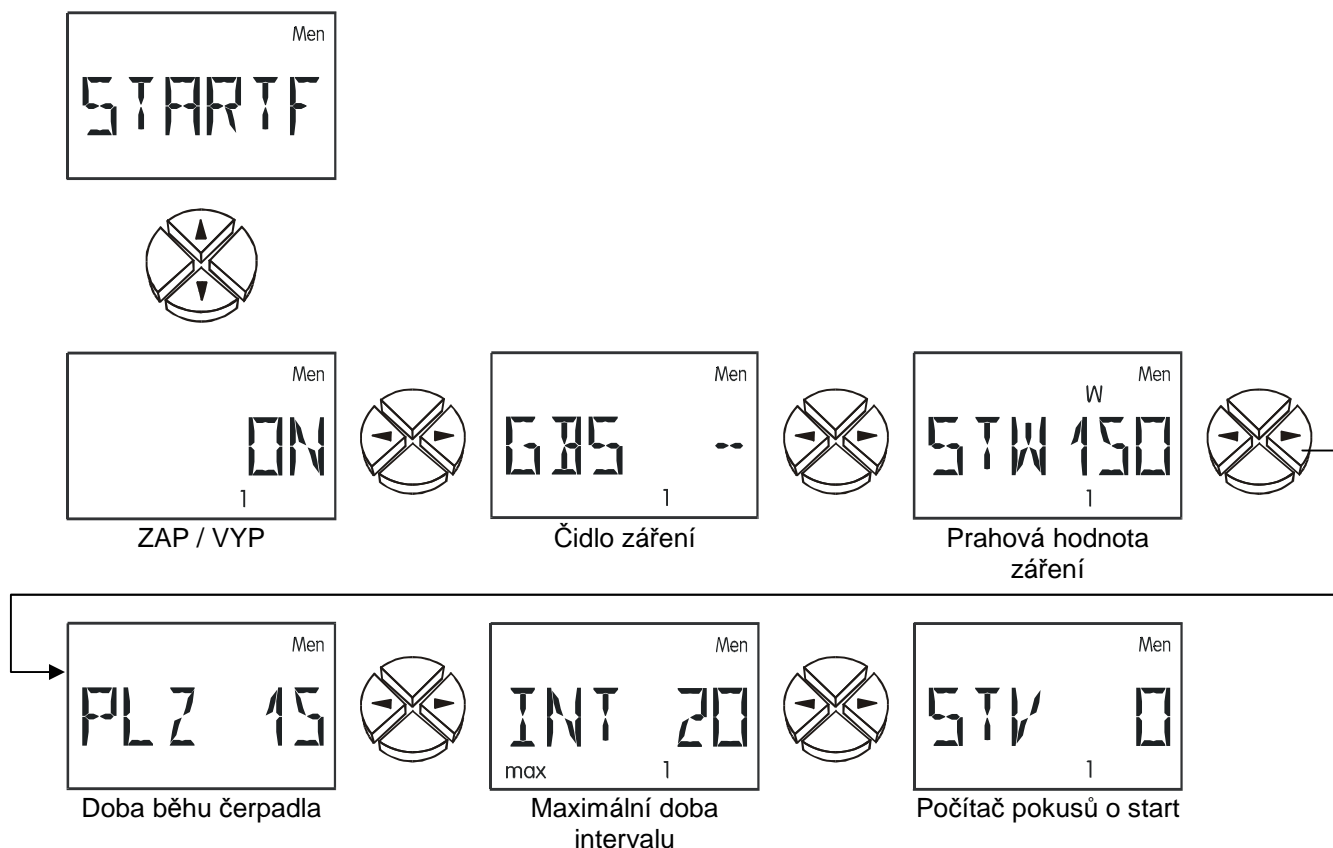 Men
STARTF
Men
ON
1
ZAP / VYP
Men
GBS --
1
Čidlo záření
Men
W
STW 150
1
Prahová hodnota
záření
Men
PLZ 15
Doba běhu čerpadla
Men
INT 20
max 1
Maximální doba
intervalu
Men
STV 0
1
Počítač pokusů o start